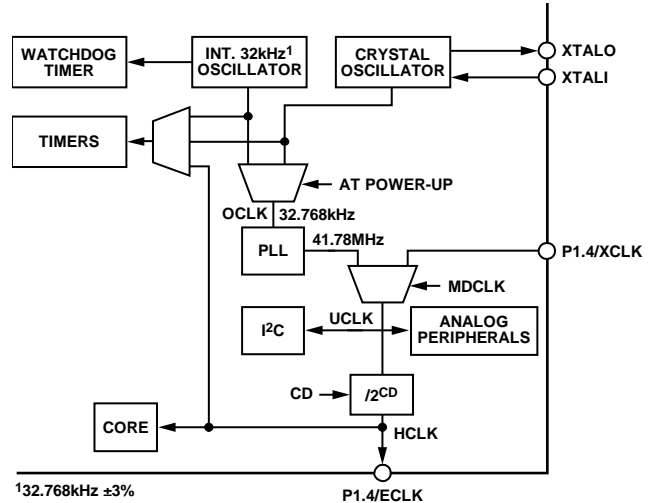 WATCHDOG
TIMER
INT. 32kHz¹
OSCILLATOR
CRYSTAL
OSCILLATOR
XTALO
XTALI
TIMERS
AT POWER-UP
OCLK
32.768kHz
PLL
41.78MHz
P1.4/XCLK
MDCLK
I²C
UCLK
ANALOG
PERIPHERALS
CD
/2ᶜᴰ
CORE
HCLK
¹32.768kHz ±3%
P1.4/ECLK